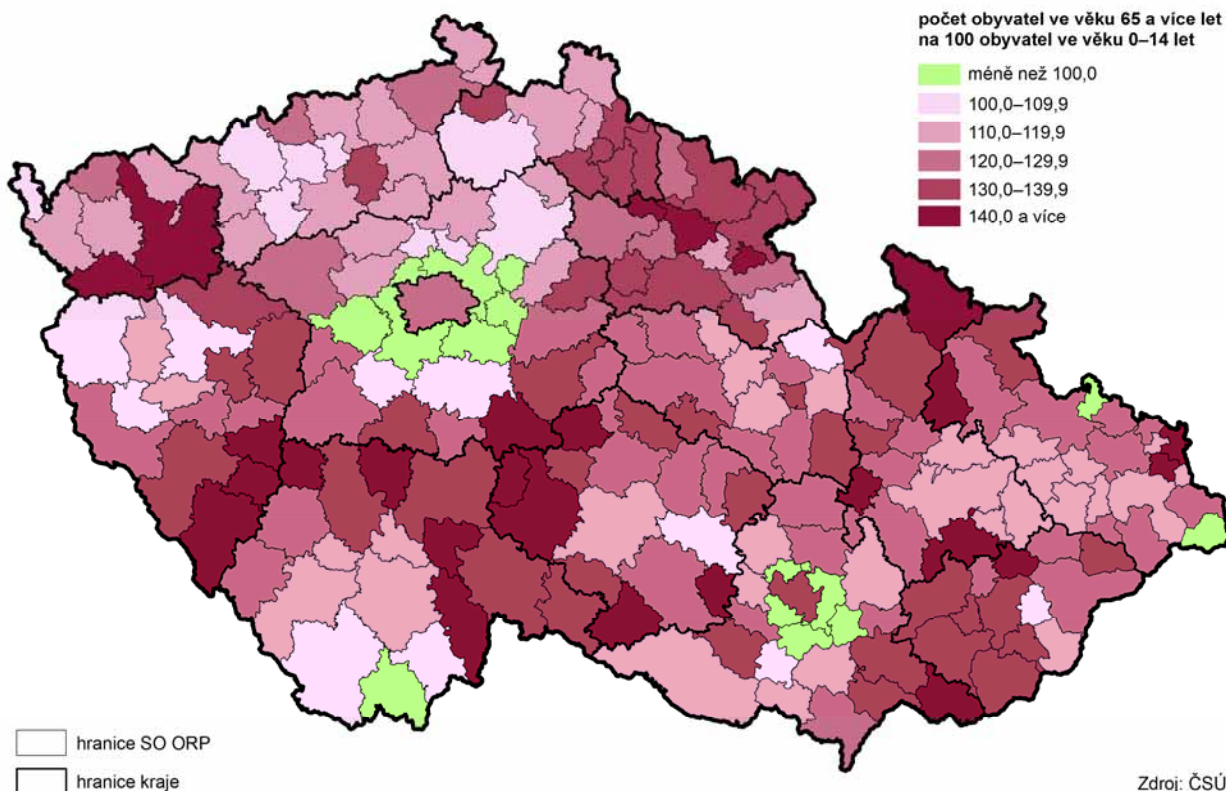 počet obyvatel ve věku 65 a více let
na 100 obyvatel ve věku 0–14 let
méně než 100,0
100,0–109,9
110,0–119,9
120,0–129,9
130,0–139,9
140,0 a více
hranice SO ORP
hranice kraje
Zdroj: ČSÚ